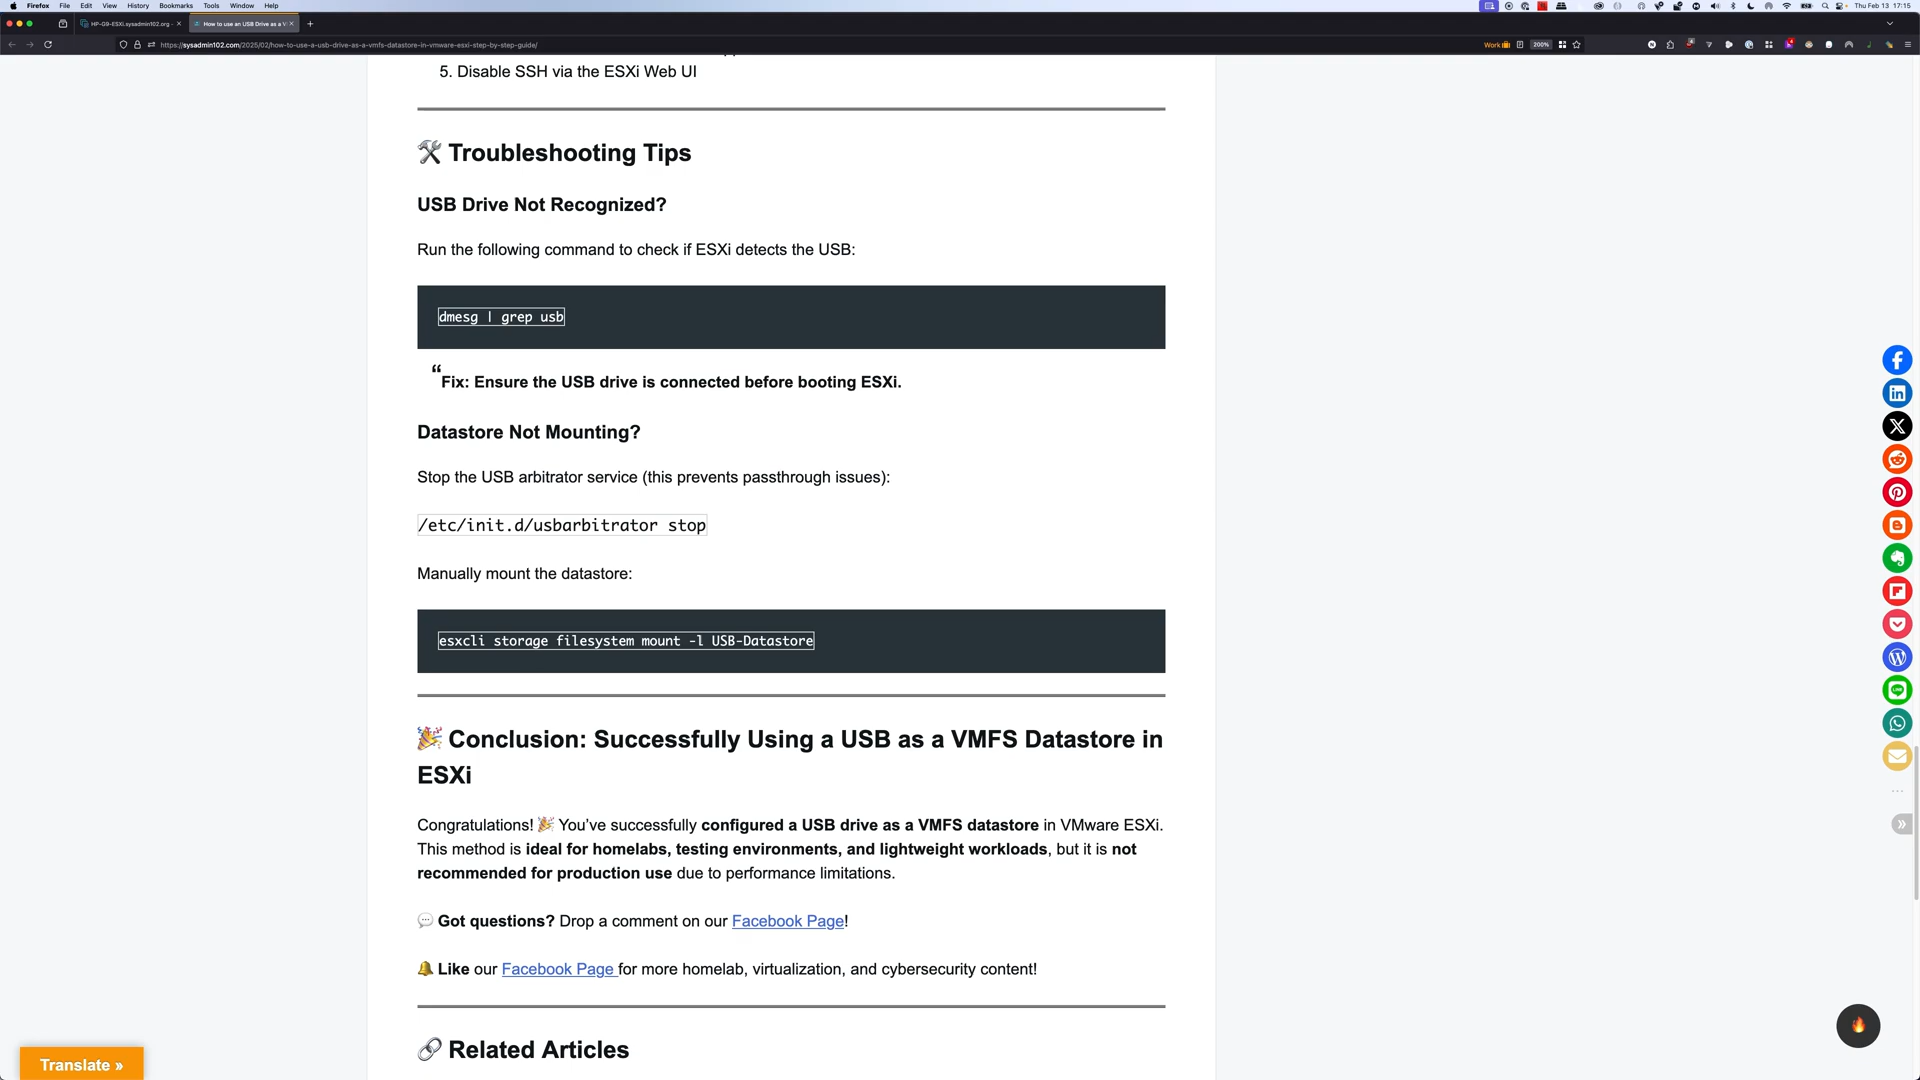 Firefox File Edit View History Bookmarks Tools Window Help Thu Feb 13 17:15
HP-G9-ESXi.sysadmin102.org - How to use an USB Drive as a V
https://sysadmin102.com/2025/02/how-to-use-a-usb-drive-as-a-vmfs-datastore-in-vmware-esxi-step-by-step-guide/ Work 200%
5. Disable SSH via the ESXi Web UI
🛠️ Troubleshooting Tips
USB Drive Not Recognized?
Run the following command to check if ESXi detects the USB:
dmesg | grep usb
“Fix: Ensure the USB drive is connected before booting ESXi.
Datastore Not Mounting?
Stop the USB arbitrator service (this prevents passthrough issues):
/etc/init.d/usbarbitrator stop
Manually mount the datastore:
esxcli storage filesystem mount -l USB-Datastore
🎉 Conclusion: Successfully Using a USB as a VMFS Datastore in
ESXi
Congratulations! 🎉 You’ve successfully configured a USB drive as a VMFS datastore in VMware ESXi.
This method is ideal for homelabs, testing environments, and lightweight workloads, but it is not
recommended for production use due to performance limitations.
💬 Got questions? Drop a comment on our Facebook Page!
🔔 Like our Facebook Page for more homelab, virtualization, and cybersecurity content!
🔗 Related Articles
Translate »